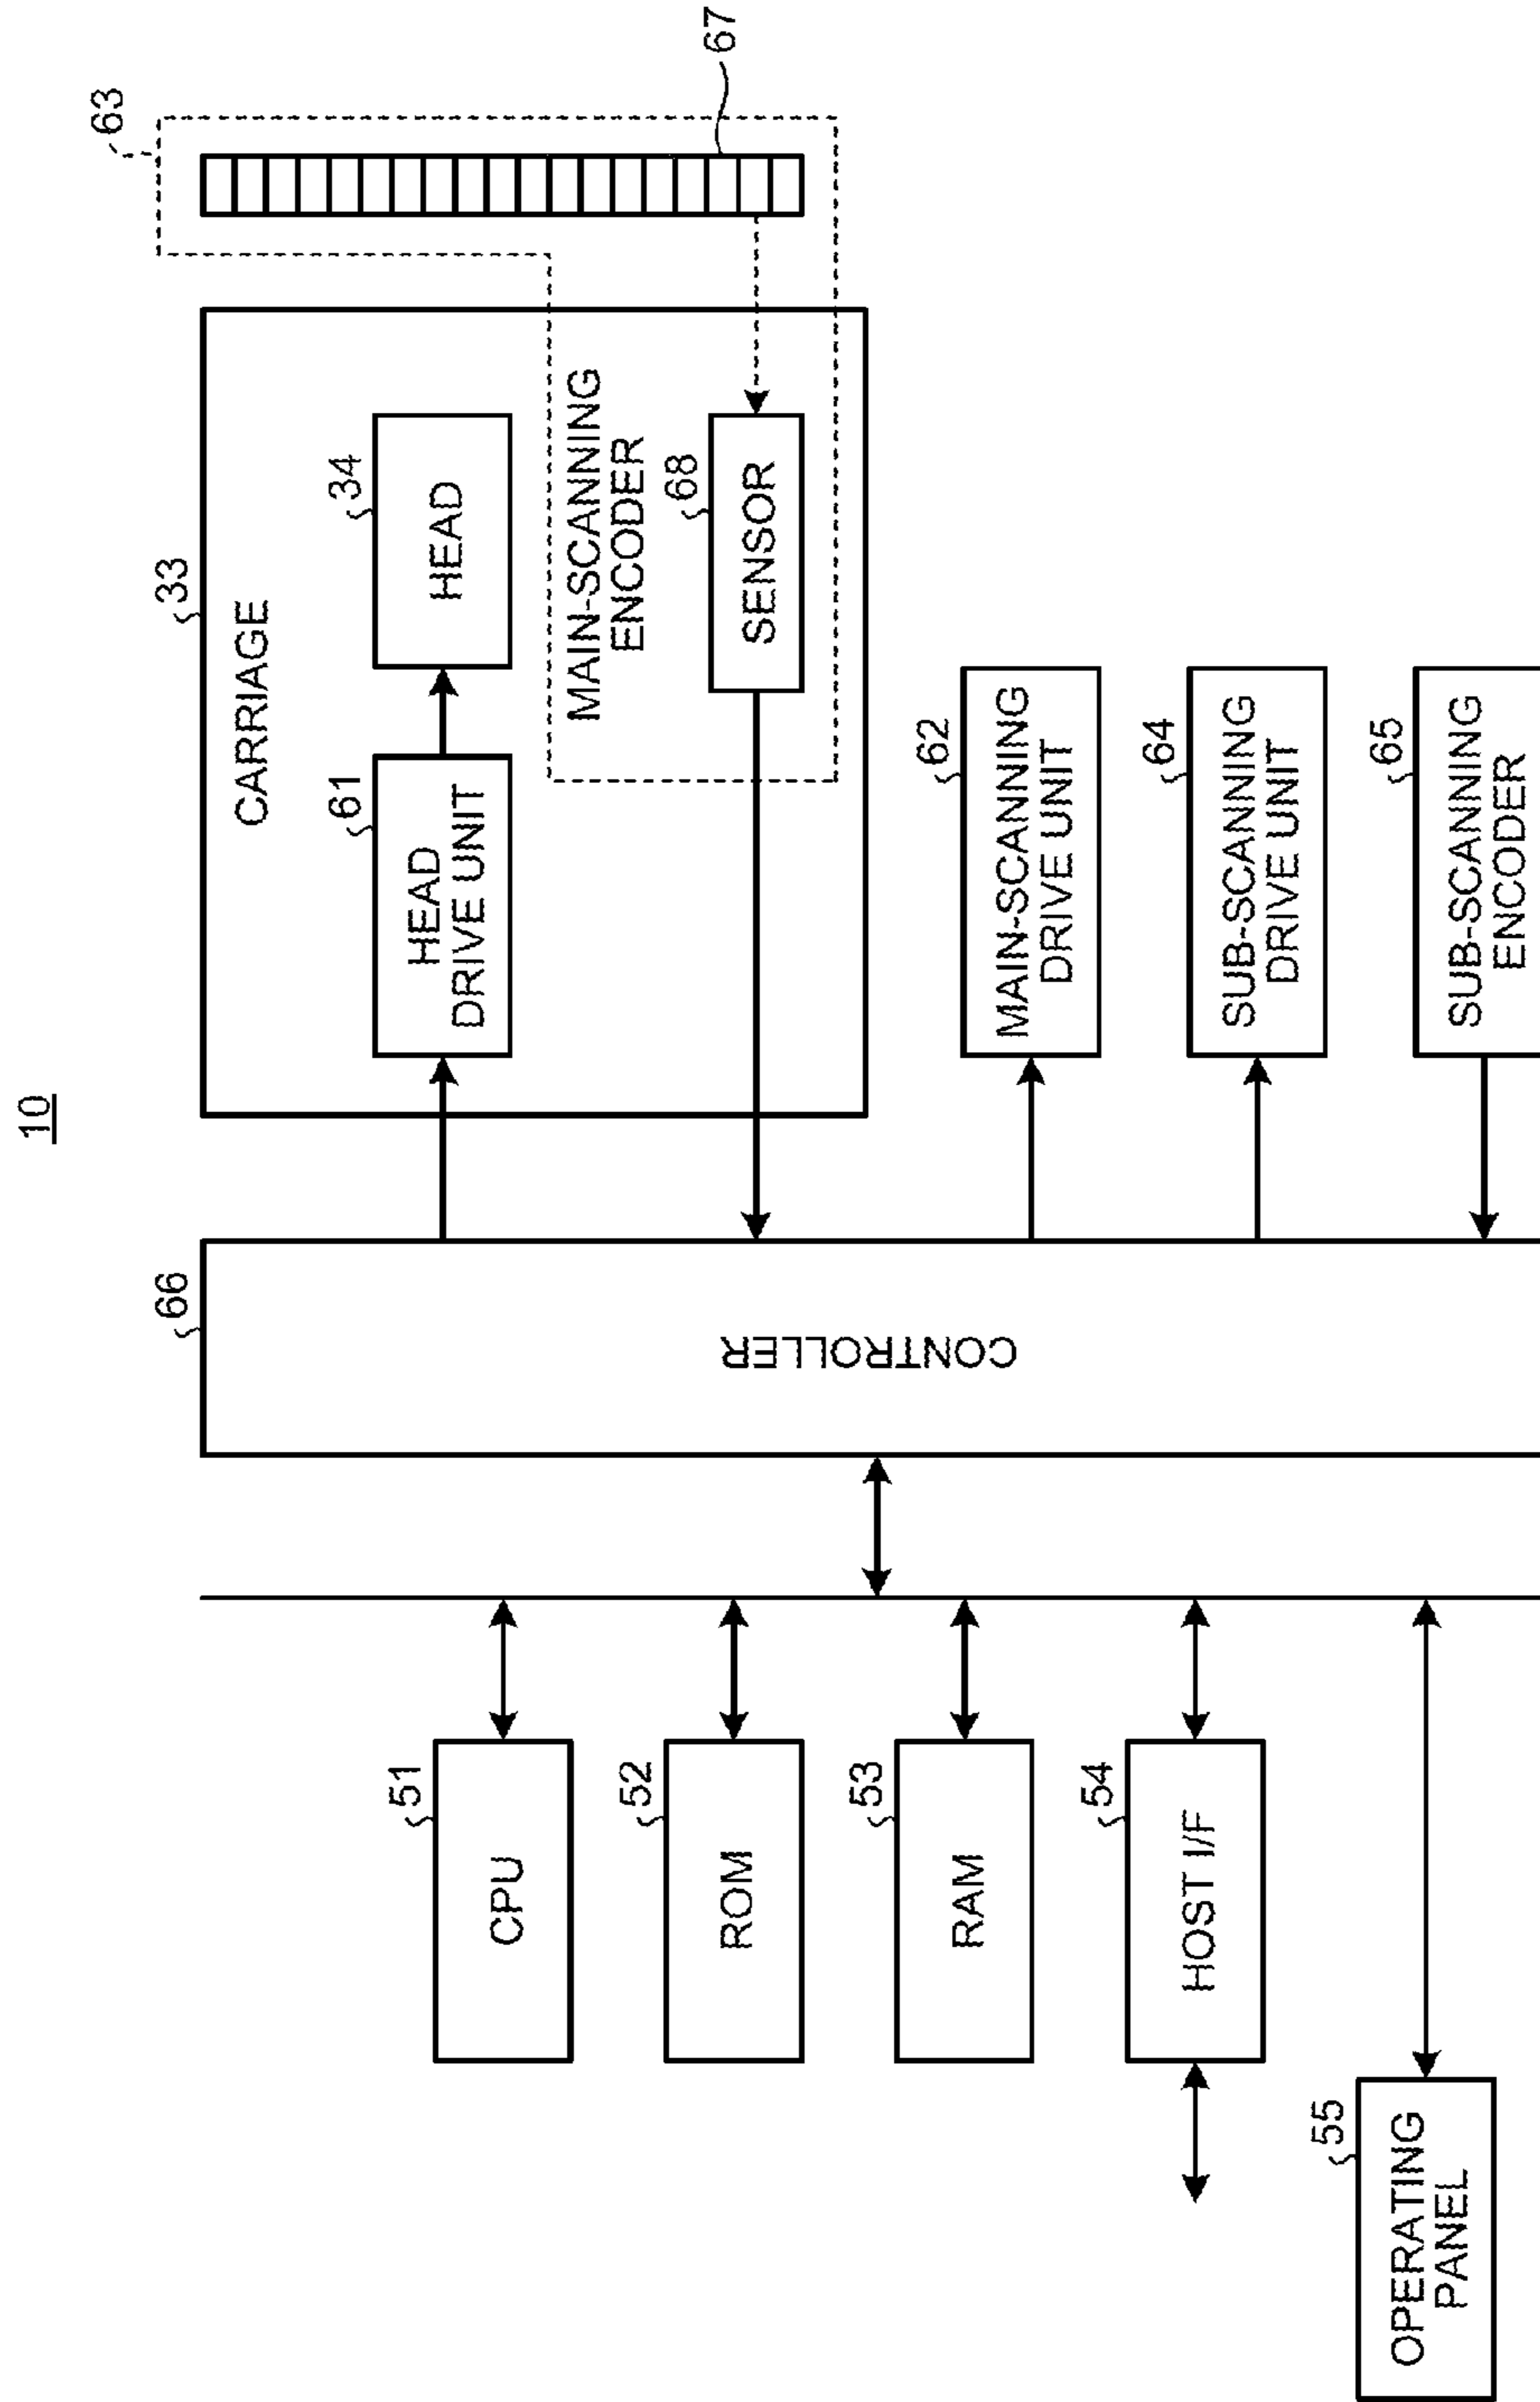 10
63
67
33
CARRIAGE
61
HEAD
DRIVE UNIT
34
HEAD
MAIN-SCANNING
ENCODER
68
SENSOR
66
CONTROLLER
62
MAIN-SCANNING
DRIVE UNIT
64
SUB-SCANNING
DRIVE UNIT
65
SUB-SCANNING
ENCODER
51
CPU
52
ROM
53
RAM
54
HOST I/F
55
OPERATING
PANEL